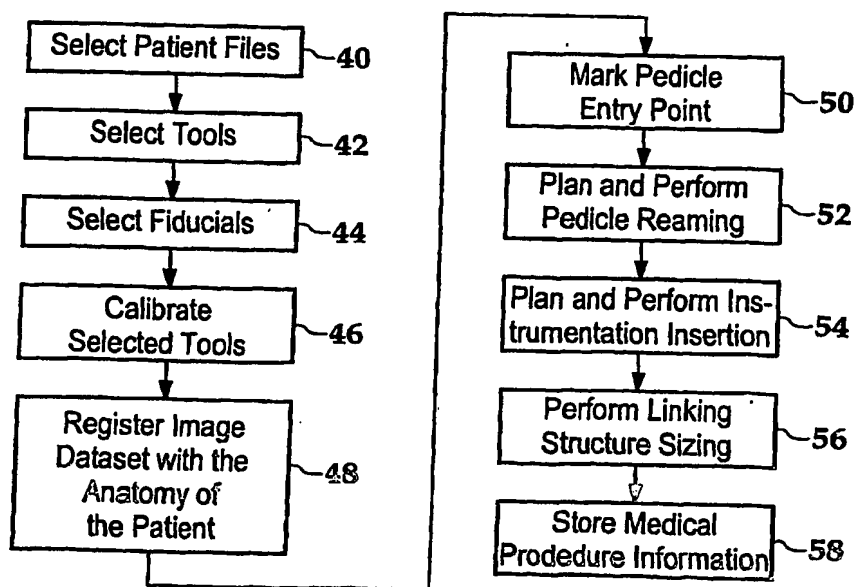 Select Patient Files
40
Select Tools
42
Select Fiducials
44
Calibrate
Selected Tools
46
Register Image
Dataset with the
Anatomy of
the Patient
48
Mark Pedicle
Entry Point
50
Plan and Perform
Pedicle Reaming
52
Plan and Perform Ins-
trumentation Insertion
54
Perform Linking
Structure Sizing
56
Store Medical
Prodedure Information
58